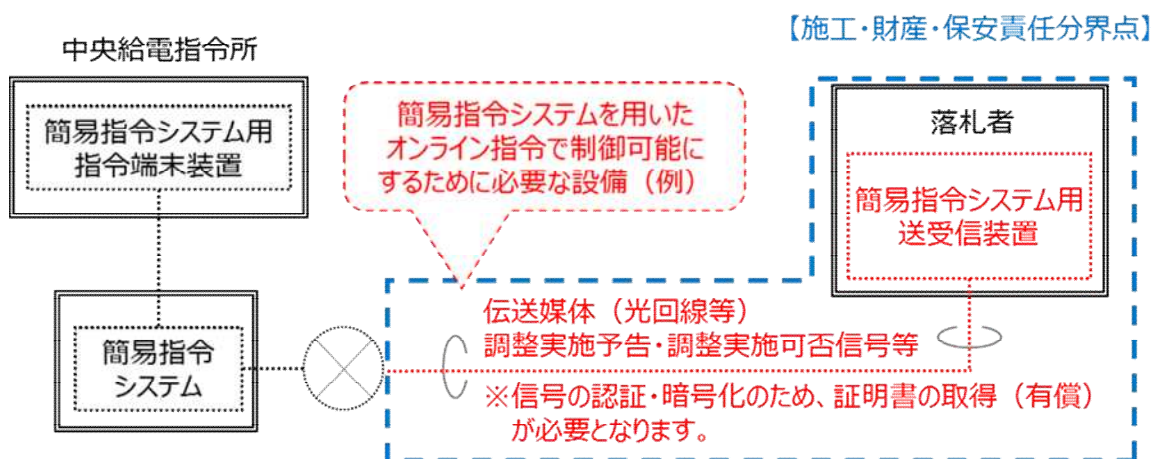 【施工・財産・保安責任分界点】
中央給電指令所
簡易指令システム用
指令端末装置
簡易指令システムを用いた
オンライン指令で制御可能に
するために必要な設備（例）
落札者
簡易指令システム用
送受信装置
簡易指令
システム
伝送媒体（光回線等）
調整実施予告・調整実施可否信号等
※信号の認証・暗号化のため、証明書の取得（有償）
が必要となります。